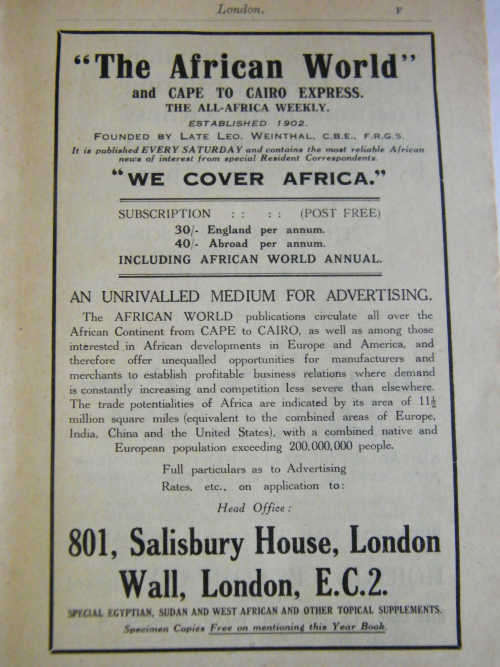 London. v
"The African World"
and CAPE TO CAIRO EXPRESS.
THE ALL-AFRICA WEEKLY.
ESTABLISHED 1902.
FOUNDED BY LATE LEO. WEINTHAL, C.B.E., F.R.G.S.
It is published EVERY SATURDAY and contains the most reliable African
news of interest from special Resident Correspondents.
"WE COVER AFRICA."
SUBSCRIPTION : : : : (POST FREE)
30/- England per annum.
40/- Abroad per annum.
INCLUDING AFRICAN WORLD ANNUAL.
AN UNRIVALLED MEDIUM FOR ADVERTISING.
The AFRICAN WORLD publications circulate all over the
African Continent from CAPE to CAIRO, as well as among those
interested in African developments in Europe and America, and
therefore offer unequalled opportunities for manufacturers and
merchants to establish profitable business relations where demand
is constantly increasing and competition less severe than elsewhere.
The trade potentialities of Africa are indicated by its area of 11½
million square miles (equivalent to the combined areas of Europe,
India, China and the United States), with a combined native and
European population exceeding 200,000,000 people.
Full particulars as to Advertising
Rates, etc., on application to:
Head Office:
801, Salisbury House, London
Wall, London, E.C.2.
SPECIAL EGYPTIAN, SUDAN AND WEST AFRICAN AND OTHER TOPICAL SUPPLEMENTS.
Specimen Copies Free on mentioning this Year Book.